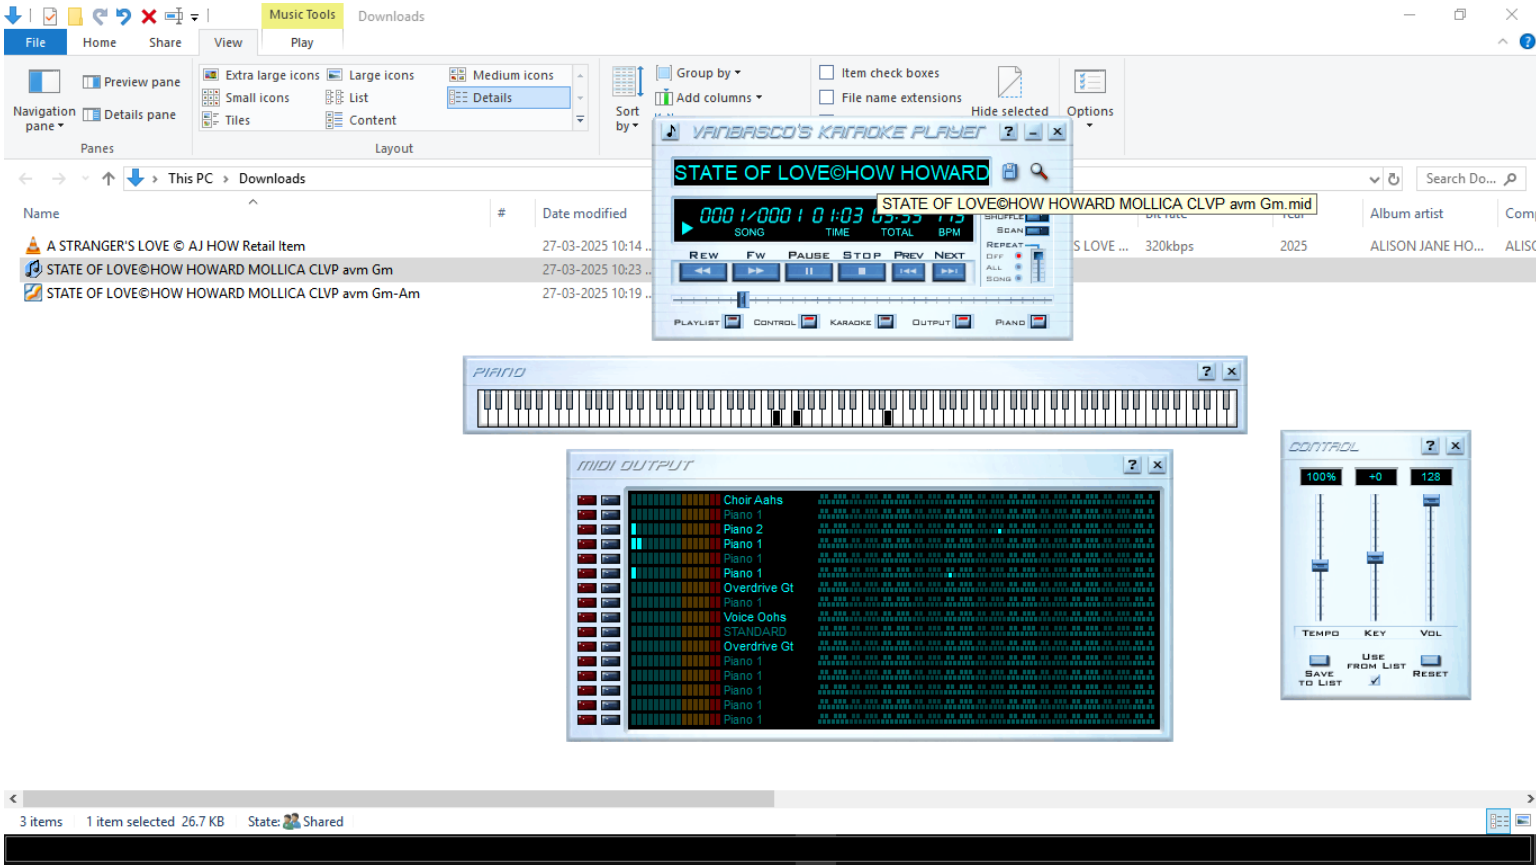 Music Tools
Downloads
File
Home
Share
View
Play
Navigation pane
Preview pane
Details pane
Panes
Extra large icons
Large icons
Medium icons
Small icons
List
Details
Tiles
Content
Layout
Sort by
Group by
Add columns
Item check boxes
File name extensions
Hide selected
Options
This PC
Downloads
Search Do...
Name
#
Date modified
Year
Album artist
Com
A STRANGER'S LOVE © AJ HOW Retail Item
27-03-2025 10:14 ..
S LOVE ...
320kbps
2025
ALISON JANE HO...
ALIS
STATE OF LOVE©HOW HOWARD MOLLICA CLVP avm Gm
27-03-2025 10:23 ..
STATE OF LOVE©HOW HOWARD MOLLICA CLVP avm Gm-Am
27-03-2025 10:19 ..
VANBASCO'S KARAOKE PLAYER
?
STATE OF LOVE©HOW HOWARD
STATE OF LOVE©HOW HOWARD MOLLICA CLVP avm Gm.mid
0001/0001 01:03
SONG TIME TOTAL BPM
SHUFFLE
SCAN
REPEAT
OFF
ALL
SONG
REW FW PAUSE STOP PREV NEXT
PLAYLIST CONTROL KARAOKE OUTPUT PIANO
PIANO
?
MIDI OUTPUT
?
Choir Aahs
Piano 1
Piano 2
Piano 1
Piano 1
Piano 1
Overdrive Gt
Piano 1
Voice Oohs
STANDARD
Overdrive Gt
Piano 1
Piano 1
Piano 1
Piano 1
Piano 1
CONTROL
?
100% +0 128
TEMPO KEY VOL
SAVE TO LIST
USE FROM LIST
RESET
3 items
1 item selected 26.7 KB
State: Shared